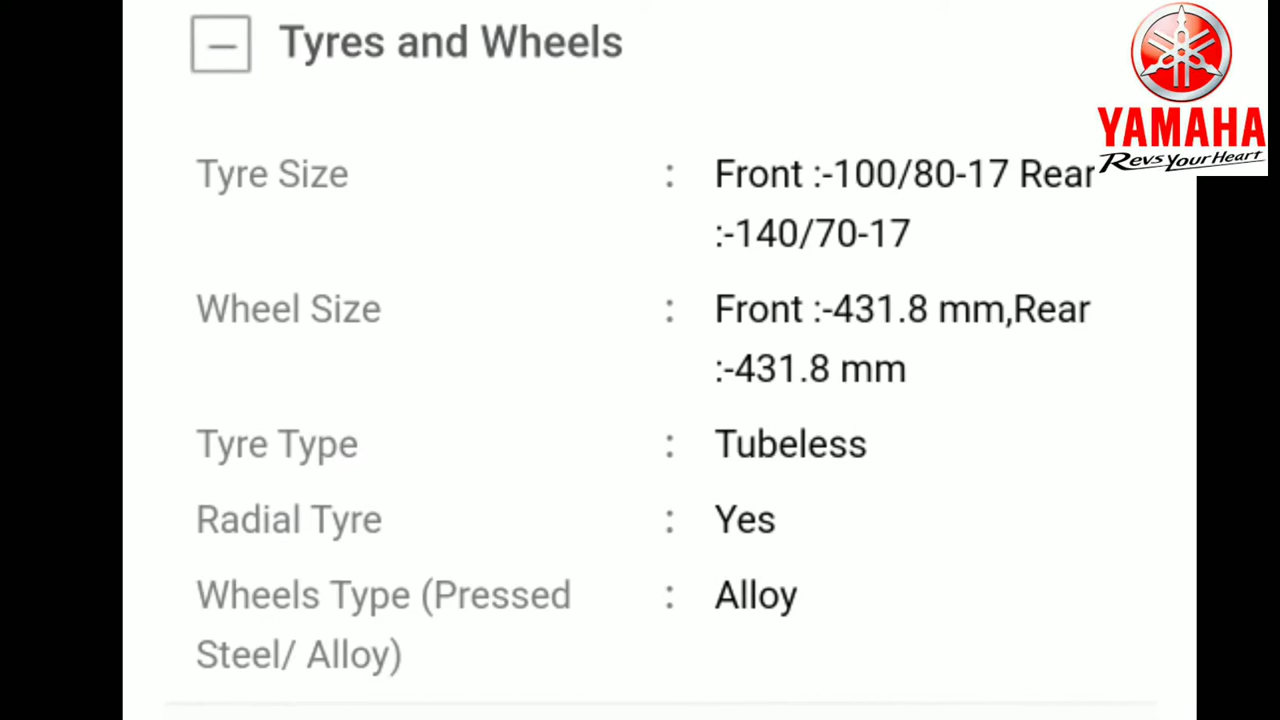 Tyres and Wheels
YAMAHA
Revs Your Heart
Tyre Size : Front :-100/80-17 Rear
:-140/70-17
Wheel Size : Front :-431.8 mm,Rear
:-431.8 mm
Tyre Type : Tubeless
Radial Tyre : Yes
Wheels Type (Pressed : Alloy
Steel/ Alloy)